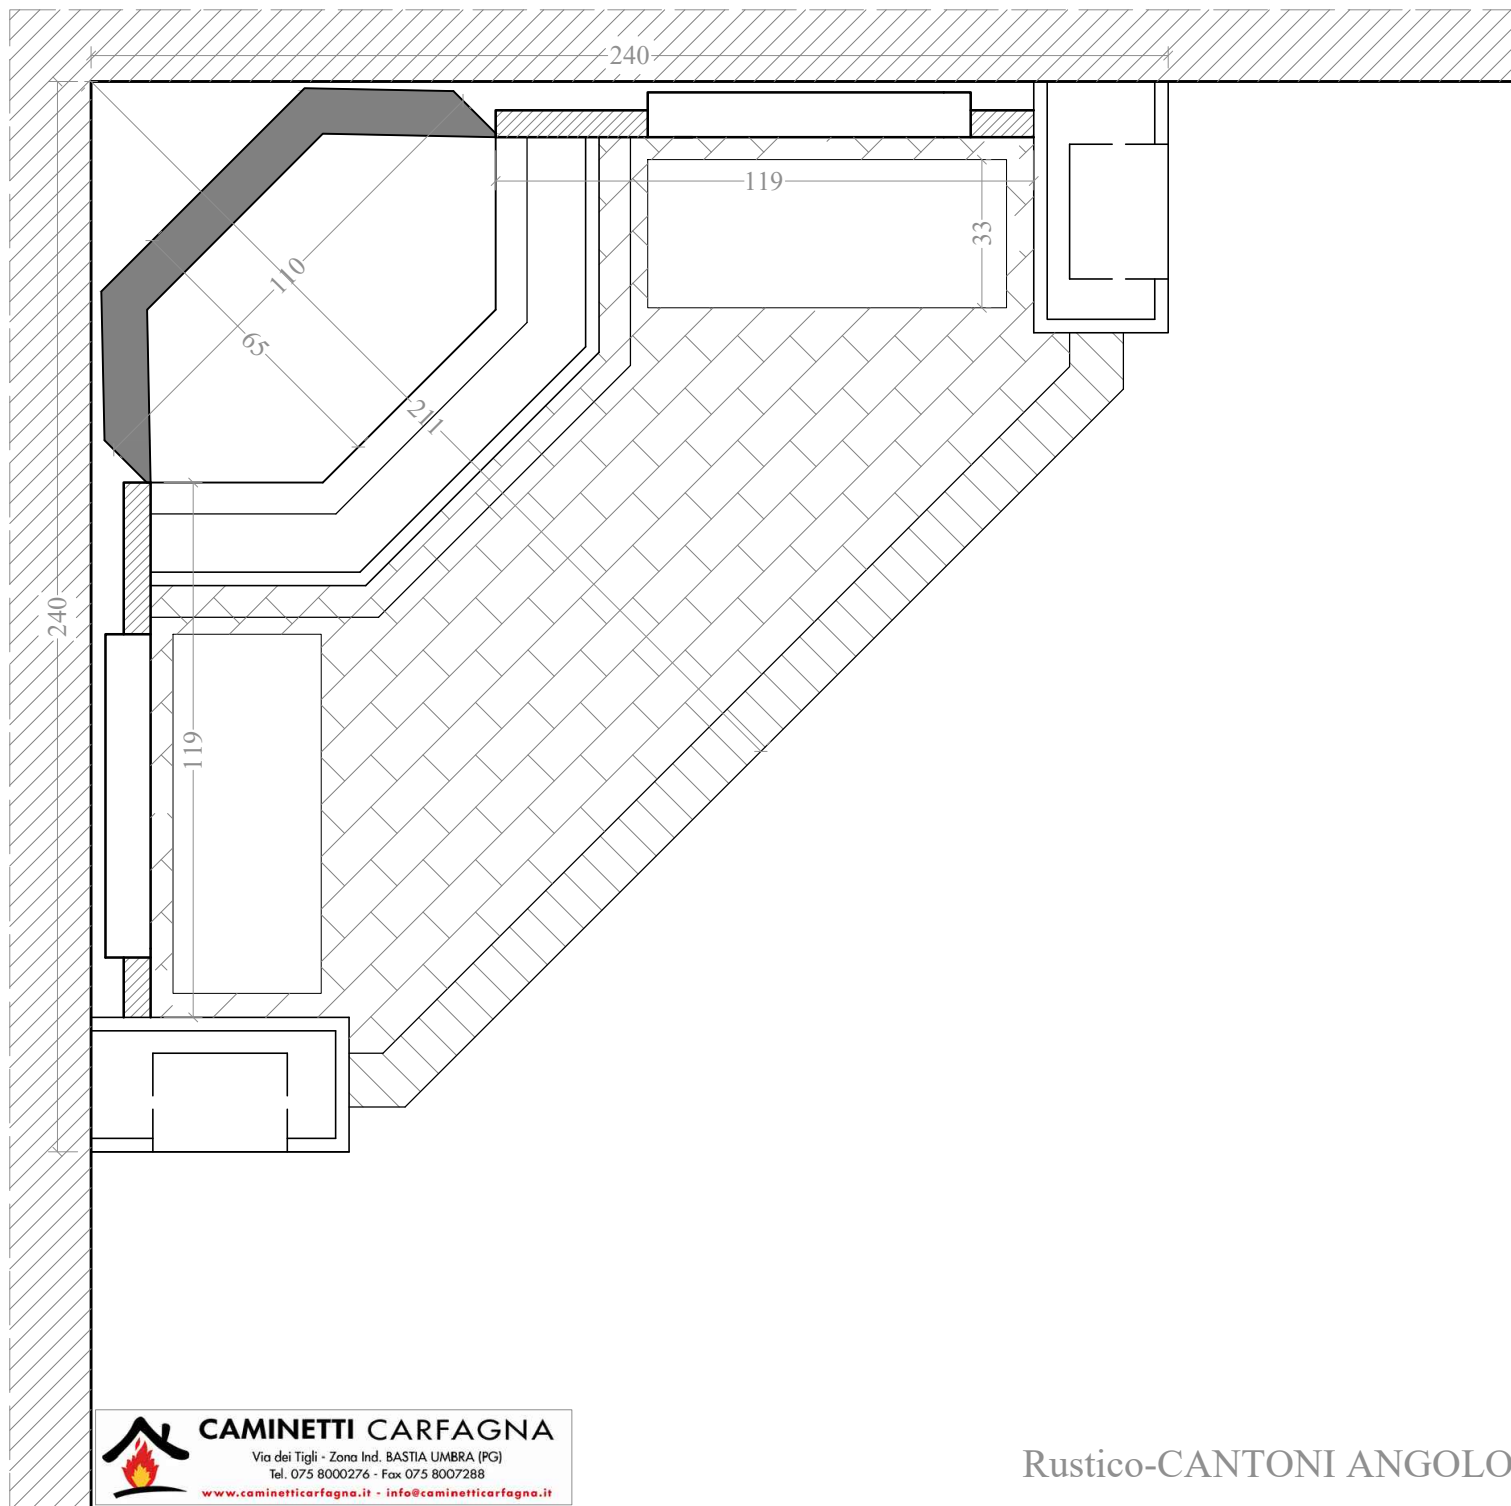 240
119
33
110
65
211
240
119
CAMINETTI CARFAGNA
Via dei Tigli - Zona Ind. BASTIA UMBRA (PG)
Tel. 075 8000276 - Fax 075 8007288
www.caminetticarfagna.it - info@caminetticarfagna.it
Rustico-CANTONI ANGOLO